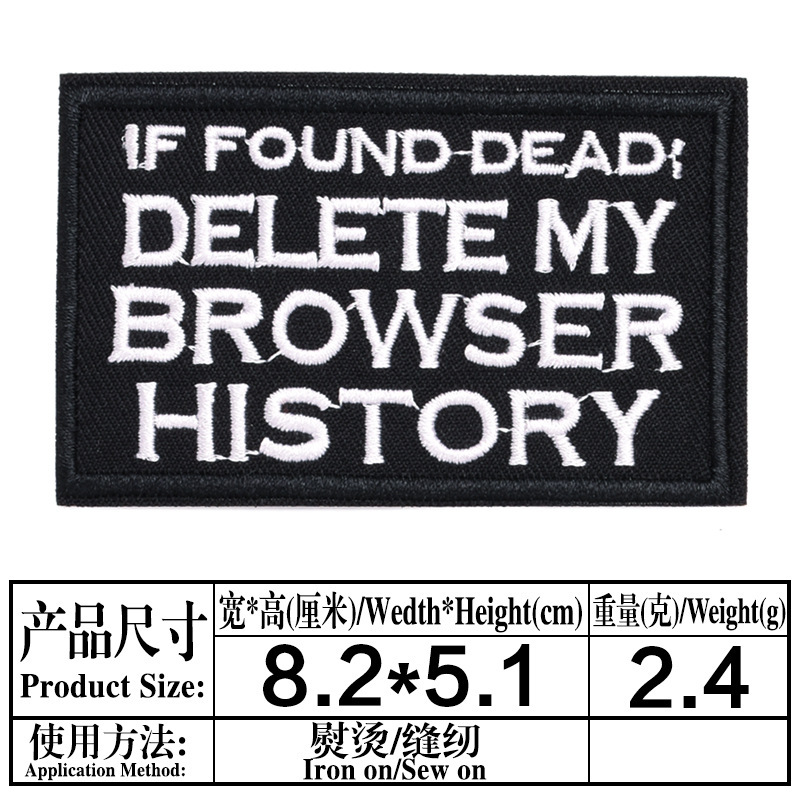 IF FOUND DEAD:
DELETE MY
BROWSER
HISTORY
产品尺寸
Product Size:
宽*高(厘米)/Wedth*Height(cm)
8.2*5.1
重量(克)/Weight(g)
2.4
使用方法:
Application Method:
熨烫/缝纫
Iron on/Sew on